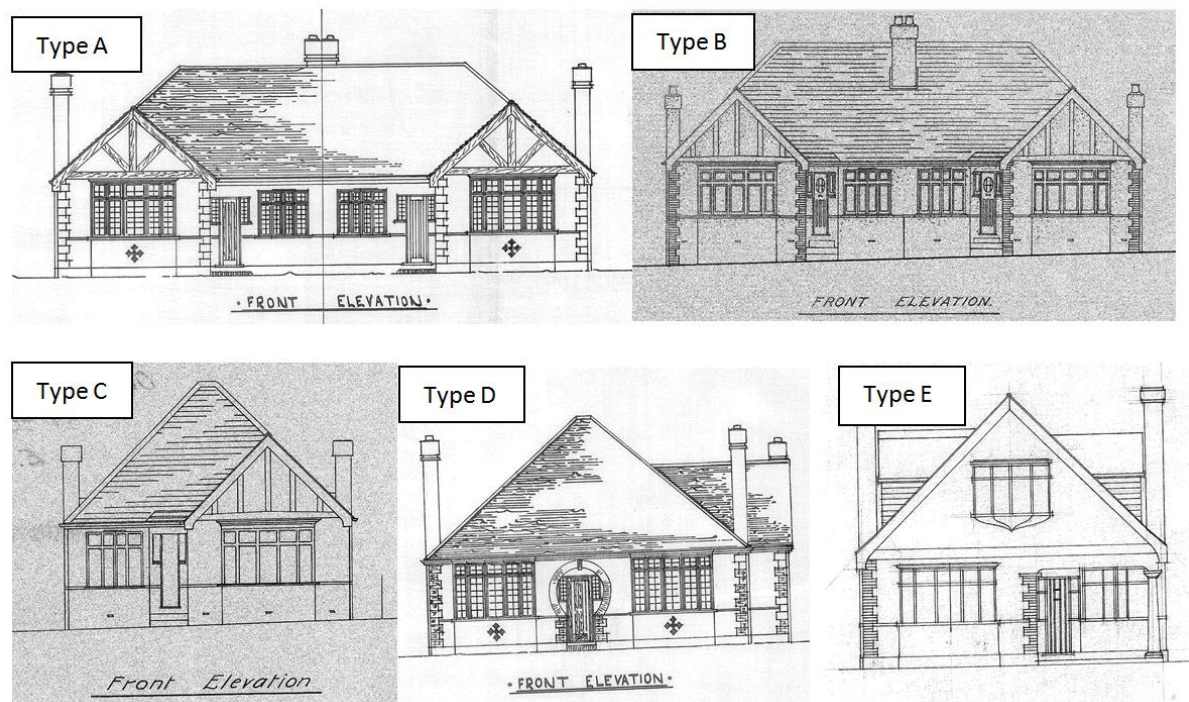 Type A
Type B
· FRONT ELEVATION ·
FRONT ELEVATION.
Type C
Type D
Type E
Front Elevation
· FRONT ELEVATION ·